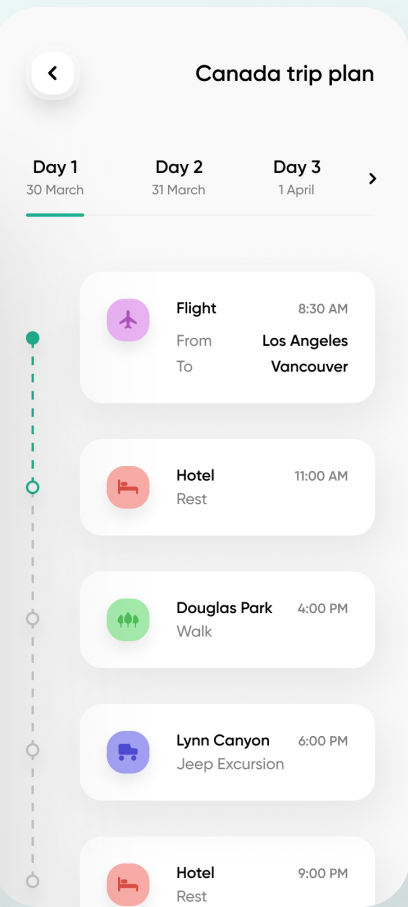 Canada trip plan
Day 1 Day 2 Day 3
30 March 31 March 1 April
Flight 8:30 AM
From Los Angeles
To Vancouver
Hotel 11:00 AM
Rest
Douglas Park 4:00 PM
Walk
Lynn Canyon 6:00 PM
Jeep Excursion
Hotel 9:00 PM
Rest